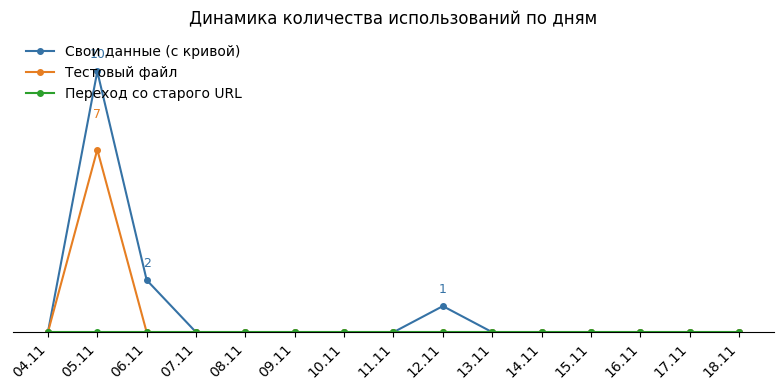 Динамика количества использований по дням
Свои данные (с кривой)
10
Тестовый файл
Переход со старого URL
7
2
1
04.11 05.11 06.11 07.11 08.11 09.11 10.11 11.11 12.11 13.11 14.11 15.11 16.11 17.11 18.11